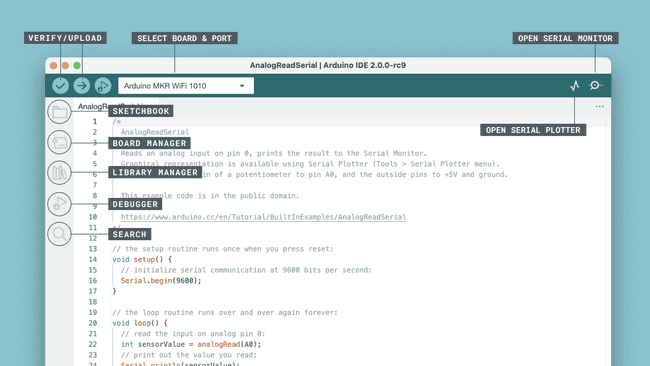 VERIFY/UPLOAD
SELECT BOARD & PORT
OPEN SERIAL MONITOR
AnalogReadSerial | Arduino IDE 2.0.0-rc9
Arduino MKR WiFi 1010
OPEN SERIAL PLOTTER
SKETCHBOOK
BOARD MANAGER
LIBRARY MANAGER
DEBUGGER
SEARCH
1 /*
2 AnalogReadSerial
3
4 Reads an analog input on pin 0, prints the result to the Serial Monitor.
5 Graphical representation is available using Serial Plotter (Tools > Serial Plotter menu).
6 of a potentiometer to pin A0, and the outside pins to +5V and ground.
7
8 This example code is in the public domain.
9
10 https://www.arduino.cc/en/Tutorial/BuiltInExamples/AnalogReadSerial
11
12
13 // the setup routine runs once when you press reset:
14 void setup() {
15 // initialize serial communication at 9600 bits per second:
16 Serial.begin(9600);
17 }
18
19 // the loop routine runs over and over again forever:
20 void loop() {
21 // read the input on analog pin 0:
22 int sensorValue = analogRead(A0);
23 // print out the value you read:
24 Serial.println(sensorValue);